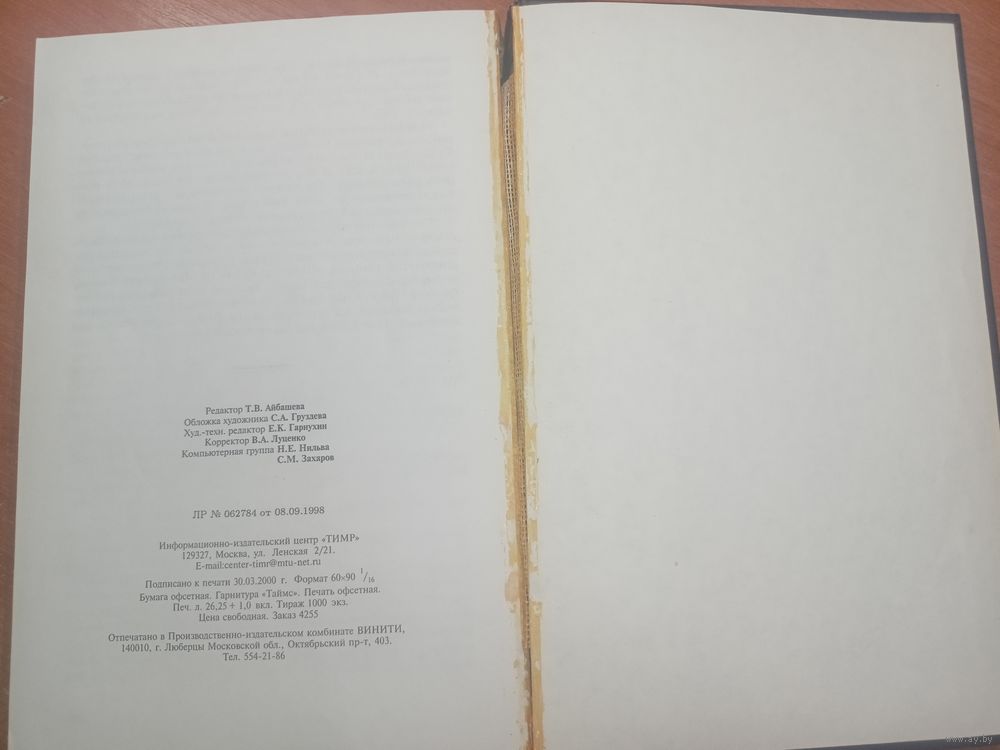 Редактор Т.В. Айбашева
Обложка художника С.А. Груздева
Худ.-техн. редактор Е.К. Гарнухин
Корректор В.А. Луценко
Компьютерная группа Н.Е. Нильва
С.М. Захаров
ЛР № 062784 от 08.09.1998
Информационно-издательский центр «ТИМР»
129327, Москва, ул. Ленская 2/21.
E-mail:center-timr@mtu-net.ru
Подписано к печати 30.03.2000 г. Формат 60×90 1/16
Бумага офсетная. Гарнитура «Таймс». Печать офсетная.
Печ. л. 26,25 + 1,0 вкл. Тираж 1000 экз.
Цена свободная. Заказ 4255
Отпечатано в Производственно-издательском комбинате ВИНИТИ,
140010, г. Люберцы Московской обл., Октябрьский пр-т, 403.
Тел. 554-21-86
www.ay.by